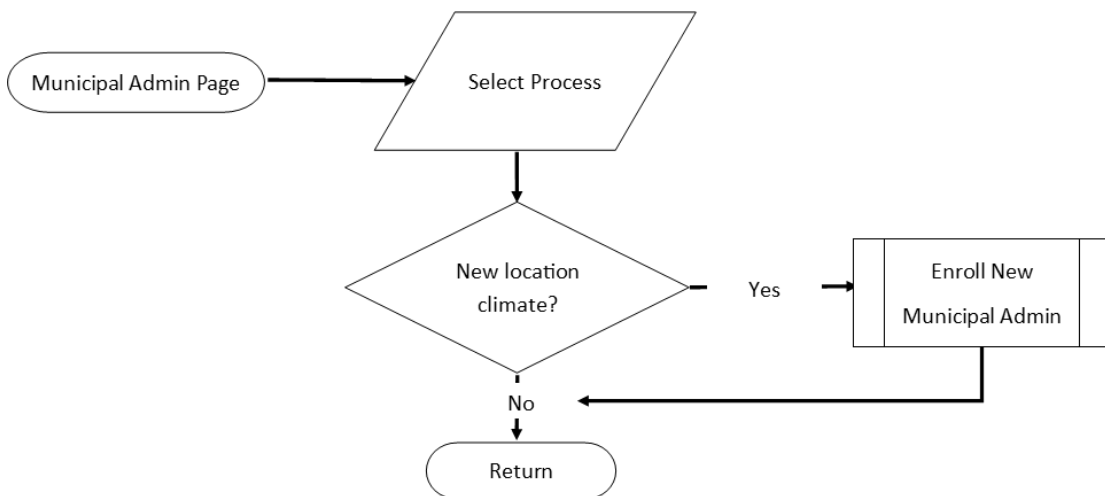 Municipal Admin Page
Select Process
New location
climate?
Yes
Enroll New
Municipal Admin
No
Return